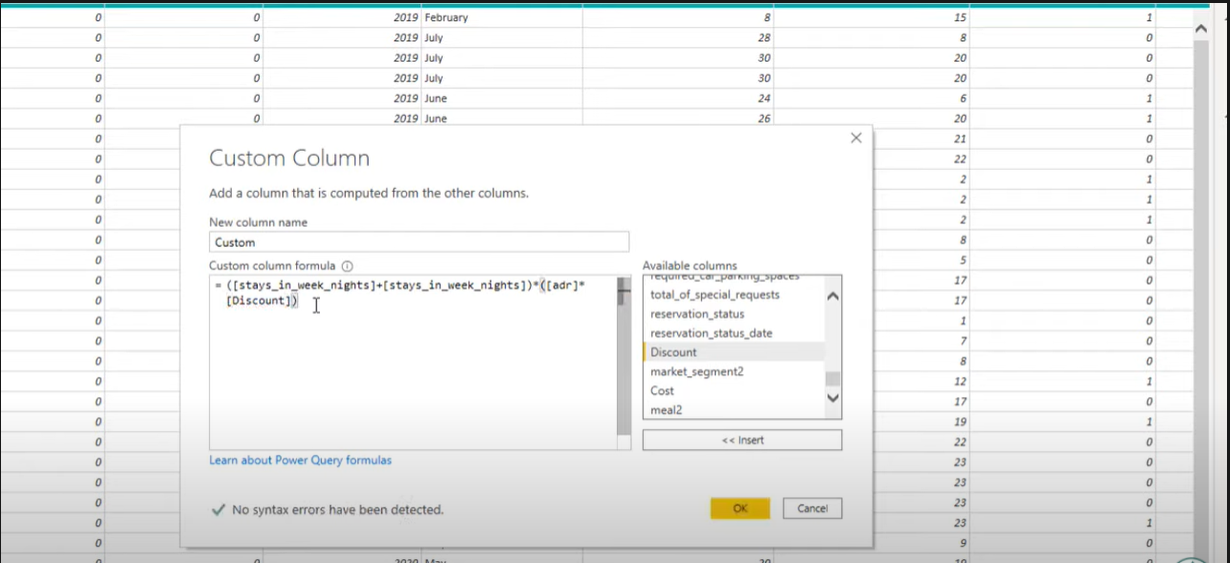 0 0 2019 February 8 15 1
0 0 2019 July 28 8 0
0 0 2019 July 30 20 0
0 0 2019 July 30 20 0
0 0 2019 June 24 6 1
0 0 2019 June 26 20 1
0 21 0
0 22 0
0 2 1
0 2 1
0 2 1
0 8 0
0 5 0
0 17 0
0 17 0
0 1 0
0 7 0
0 8 0
0 12 1
0 17 0
0 19 1
0 22 0
0 23 0
0 23 0
0 23 0
0 23 1
0 9 0
0 0 2020 May 10 0
Custom Column
Add a column that is computed from the other columns.
New column name
Custom
Custom column formula
= ([stays_in_week_nights]+[stays_in_week_nights])*([adr]*
[Discount])
Learn about Power Query formulas
No syntax errors have been detected.
Available columns
required_car_parking_spaces
total_of_special_requests
reservation_status
reservation_status_date
Discount
market_segment2
Cost
meal2
<< Insert
OK
Cancel